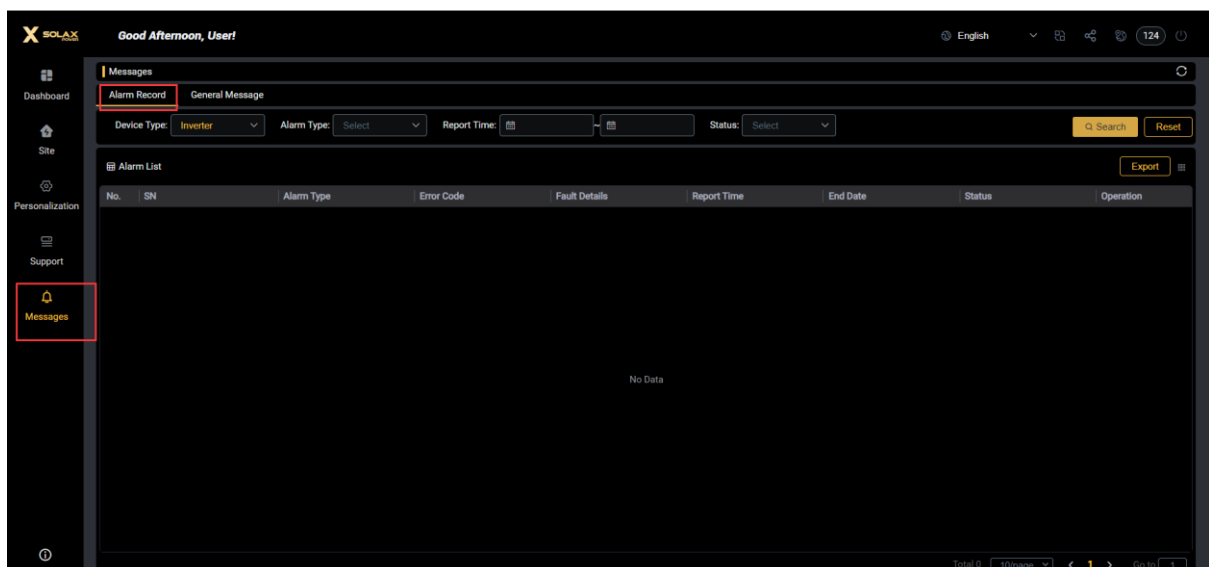 SOLAX POWER
Good Afternoon, User!
English
124
Dashboard
Site
Personalization
Support
Messages
Messages
Alarm Record General Message
Device Type: Inverter Alarm Type: Select Report Time: ~ Status: Select Search Reset
Alarm List Export
No. SN Alarm Type Error Code Fault Details Report Time End Date Status Operation
No Data
Total 0 10/page 1 Go to 1